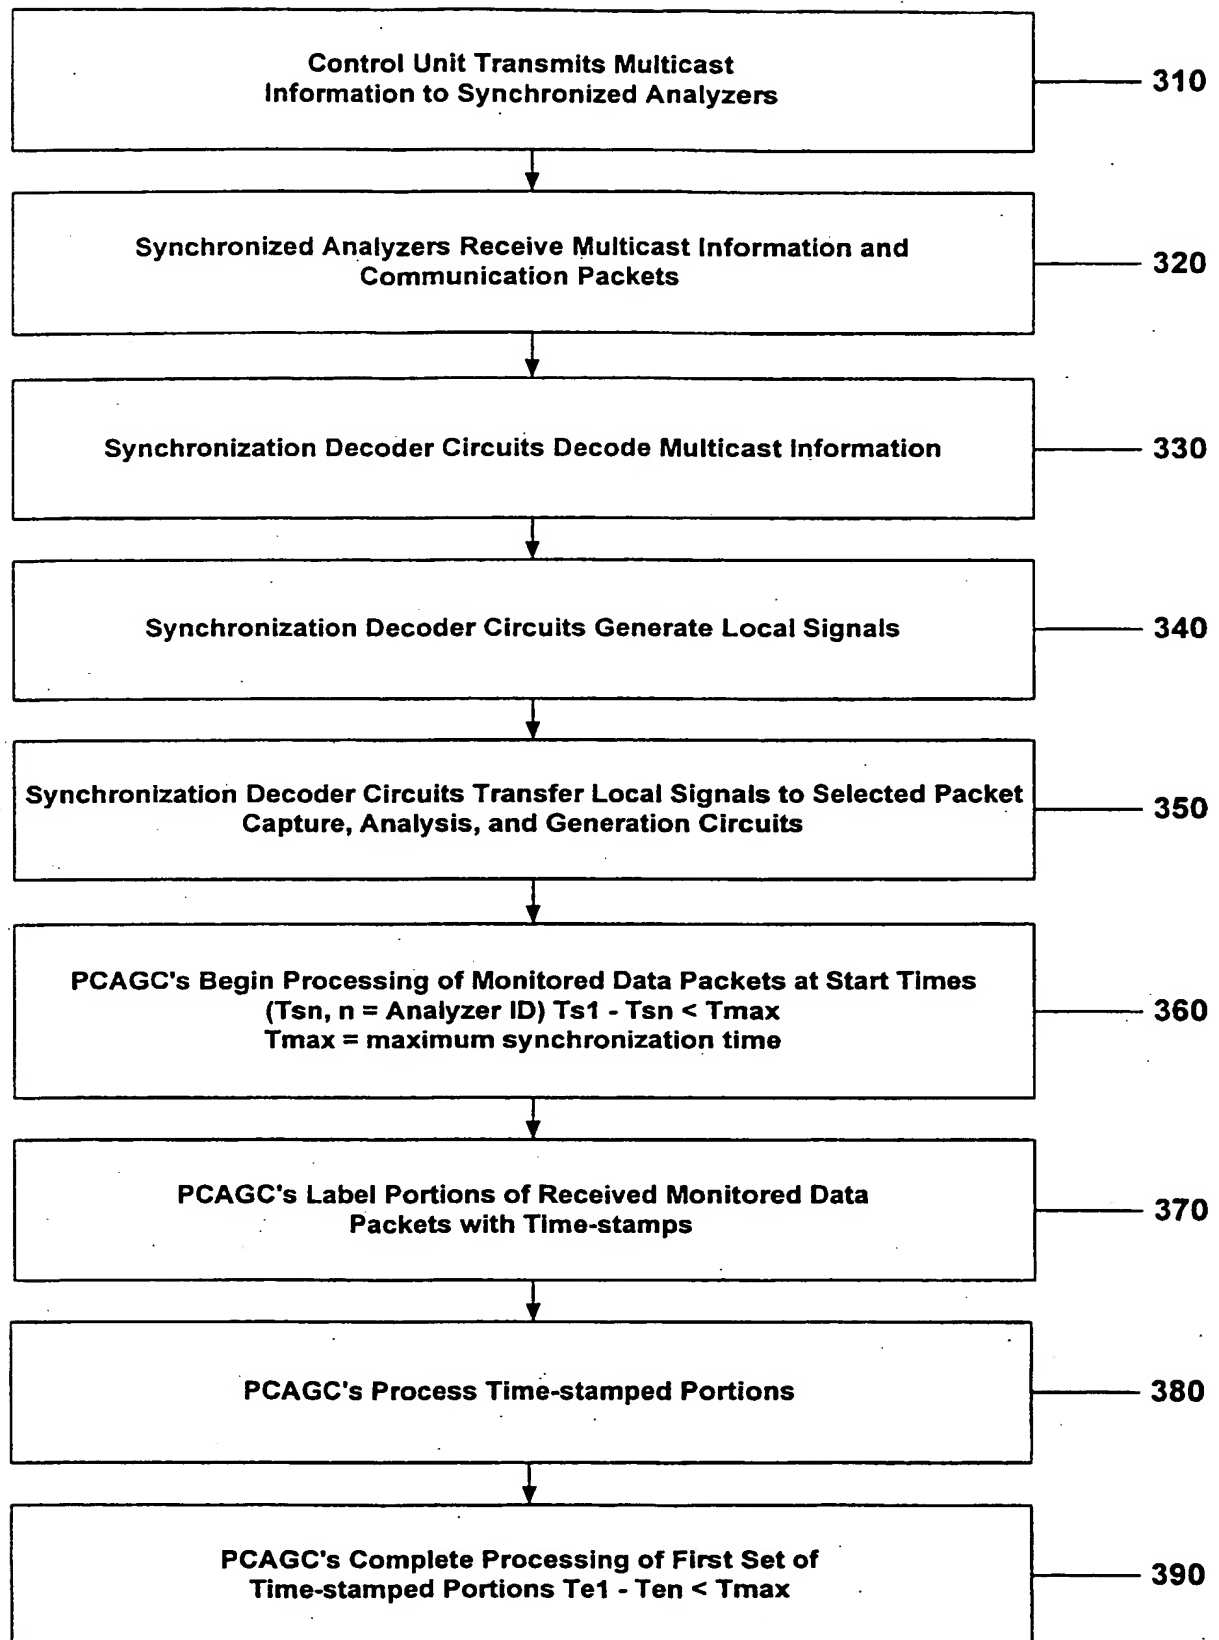 Control Unit Transmits Multicast
Information to Synchronized Analyzers
310
Synchronized Analyzers Receive Multicast Information and
Communication Packets
320
Synchronization Decoder Circuits Decode Multicast Information
330
Synchronization Decoder Circuits Generate Local Signals
340
Synchronization Decoder Circuits Transfer Local Signals to Selected Packet
Capture, Analysis, and Generation Circuits
350
PCAGC's Begin Processing of Monitored Data Packets at Start Times
(Tsn, n = Analyzer ID) Ts1 - Tsn < Tmax
Tmax = maximum synchronization time
360
PCAGC's Label Portions of Received Monitored Data
Packets with Time-stamps
370
PCAGC's Process Time-stamped Portions
380
PCAGC's Complete Processing of First Set of
Time-stamped Portions Te1 - Ten < Tmax
390